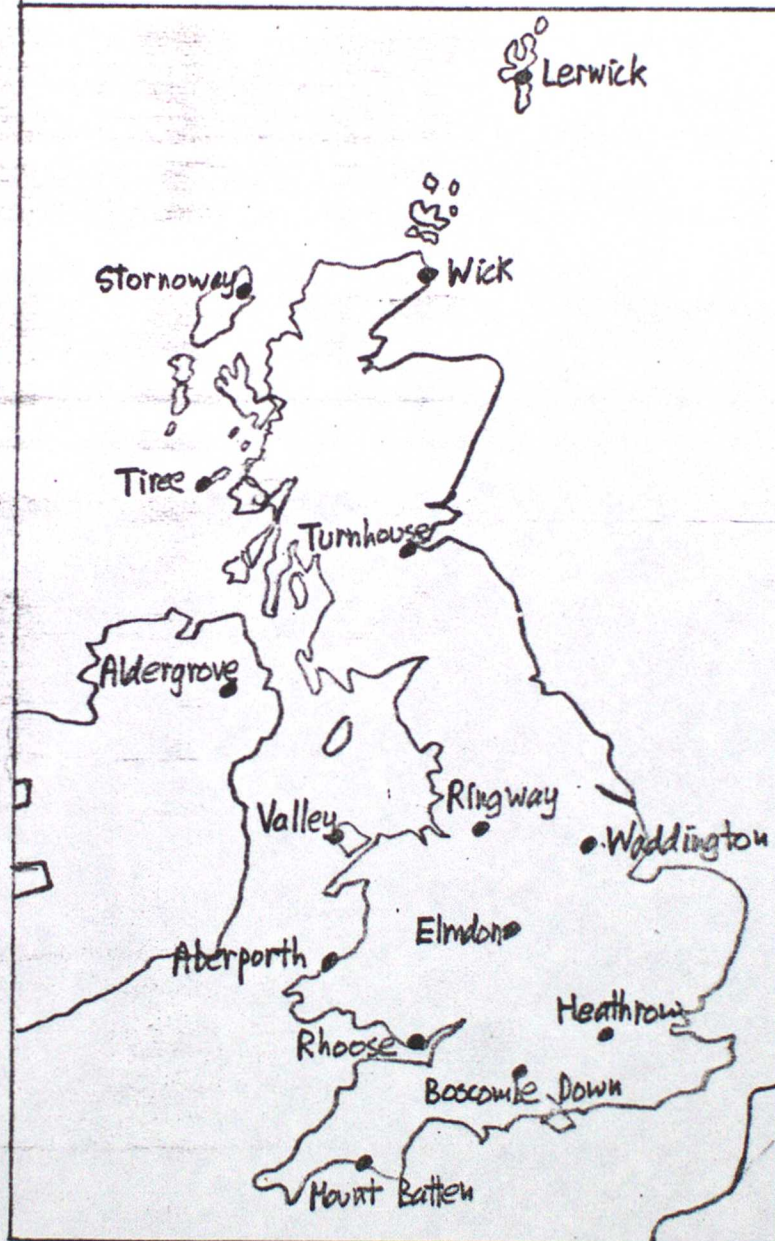 Lerwick
Stornoway
Wick
Tiree
Turnhouse
Aldergrove
Ringway
Valley
Waddington
Elmdon
Aberporth
Heathrow
Rhoose
Boscombe Down
Mount Batten